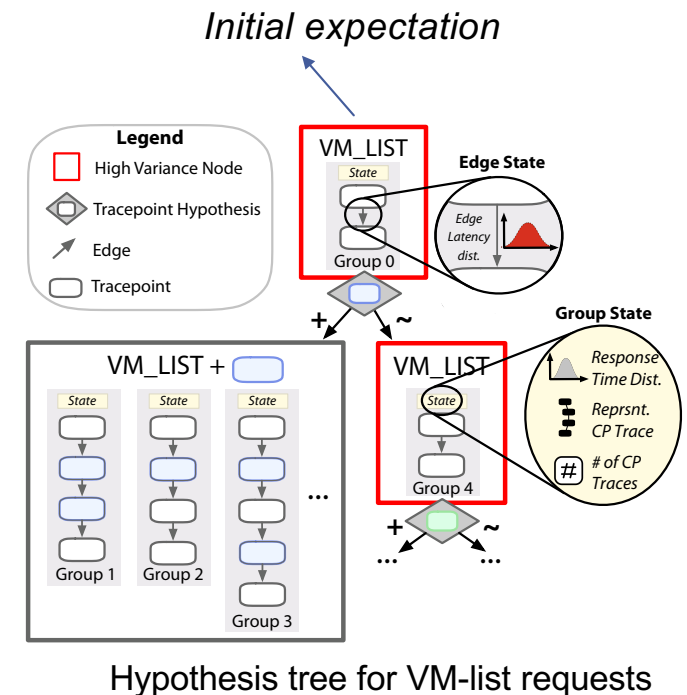 Initial expectation
Legend
High Variance Node
Tracepoint Hypothesis
Edge
Tracepoint
VM_LIST
State
Group 0
Edge State
Edge
Latency
dist.
+
~
Group State
Response
Time Dist.
Reprsnt.
CP Trace
#
# of CP
Traces
VM_LIST +
State
State
State
...
Group 1
Group 2
Group 3
VM_LIST
State
Group 4
+
~
...
...
Hypothesis tree for VM-list requests